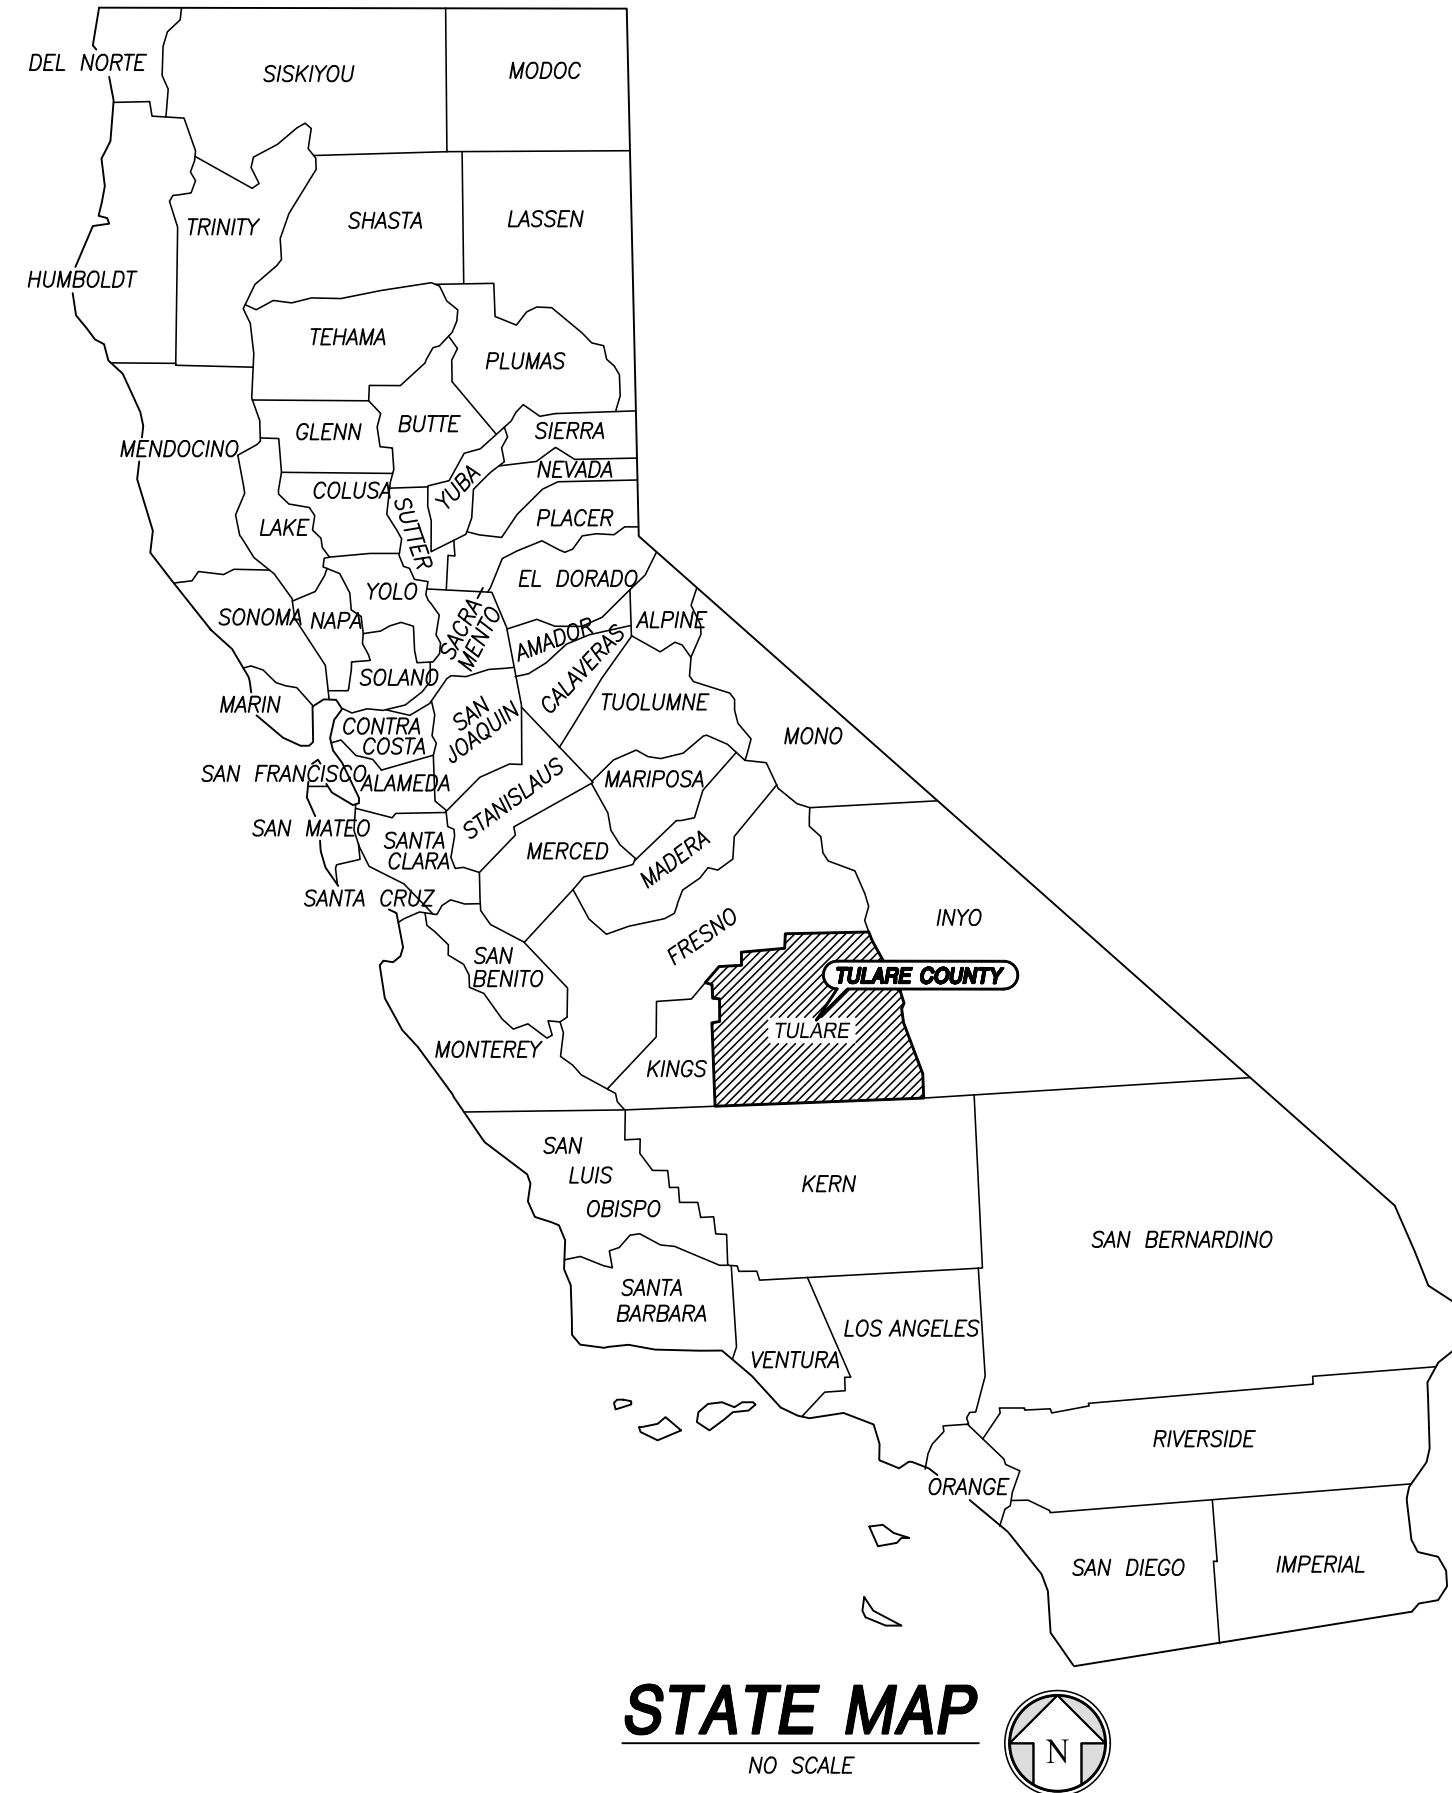 DEL NORTE
SISKIYOU
MODOC
TRINITY
SHASTA
LASSEN
HUMBOLDT
TEHAMA
PLUMAS
GLENN
BUTTE
SIERRA
MENDOCINO
NEVADA
YUBA
COLUSA
SUTTER
PLACER
LAKE
EL DORADO
YOLO
SONOMA
NAPA
SACRA-
MENTO
ALPINE
AMADOR
CALAVERAS
SOLANO
MARIN
TUOLUMNE
CONTRA
COSTA
SAN
JOAQUIN
MONO
SAN FRANCISCO
ALAMEDA
MARIPOSA
STANISLAUS
SAN MATEO
SANTA
CLARA
MERCED
MADERA
SANTA CRUZ
FRESNO
INYO
SAN
BENITO
TULARE COUNTY
TULARE
MONTEREY
KINGS
SAN
LUIS
OBISPO
KERN
SAN BERNARDINO
SANTA
BARBARA
LOS ANGELES
VENTURA
RIVERSIDE
ORANGE
SAN DIEGO
IMPERIAL
STATE MAP
NO SCALE
N